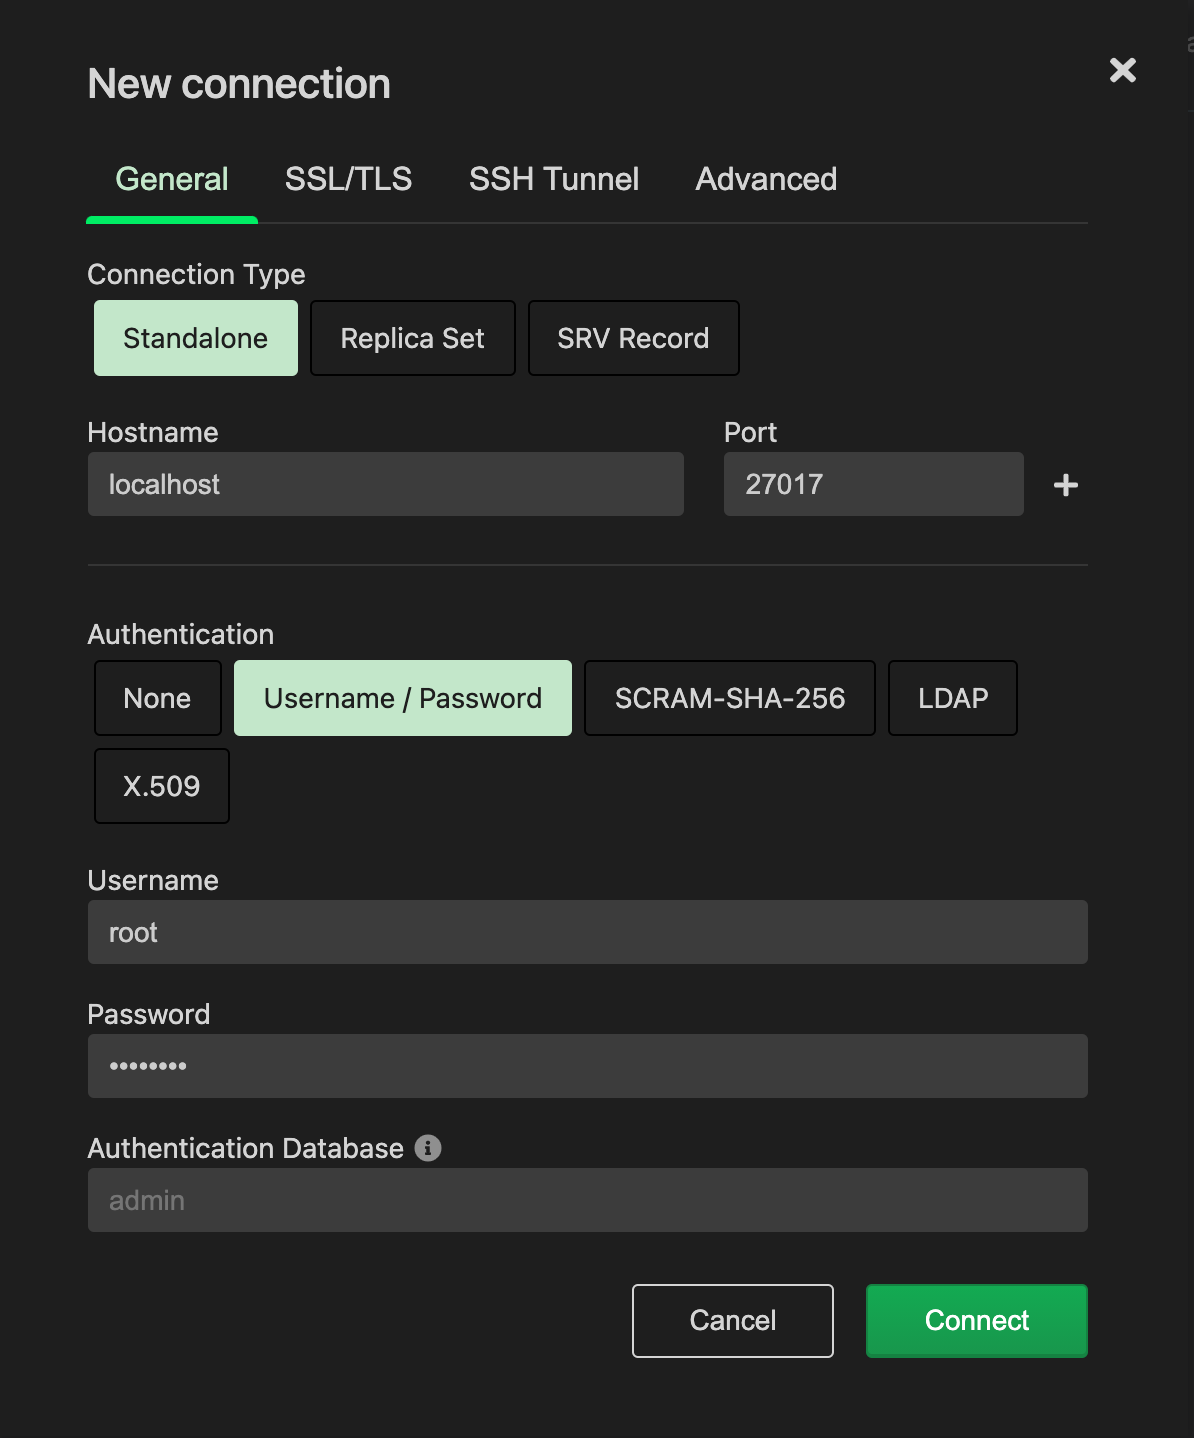 New connection
General SSL/TLS SSH Tunnel Advanced
Connection Type
Standalone Replica Set SRV Record
Hostname Port
localhost 27017
Authentication
None Username / Password SCRAM-SHA-256 LDAP
X.509
Username
root
Password
••••••••
Authentication Database
admin
Cancel Connect